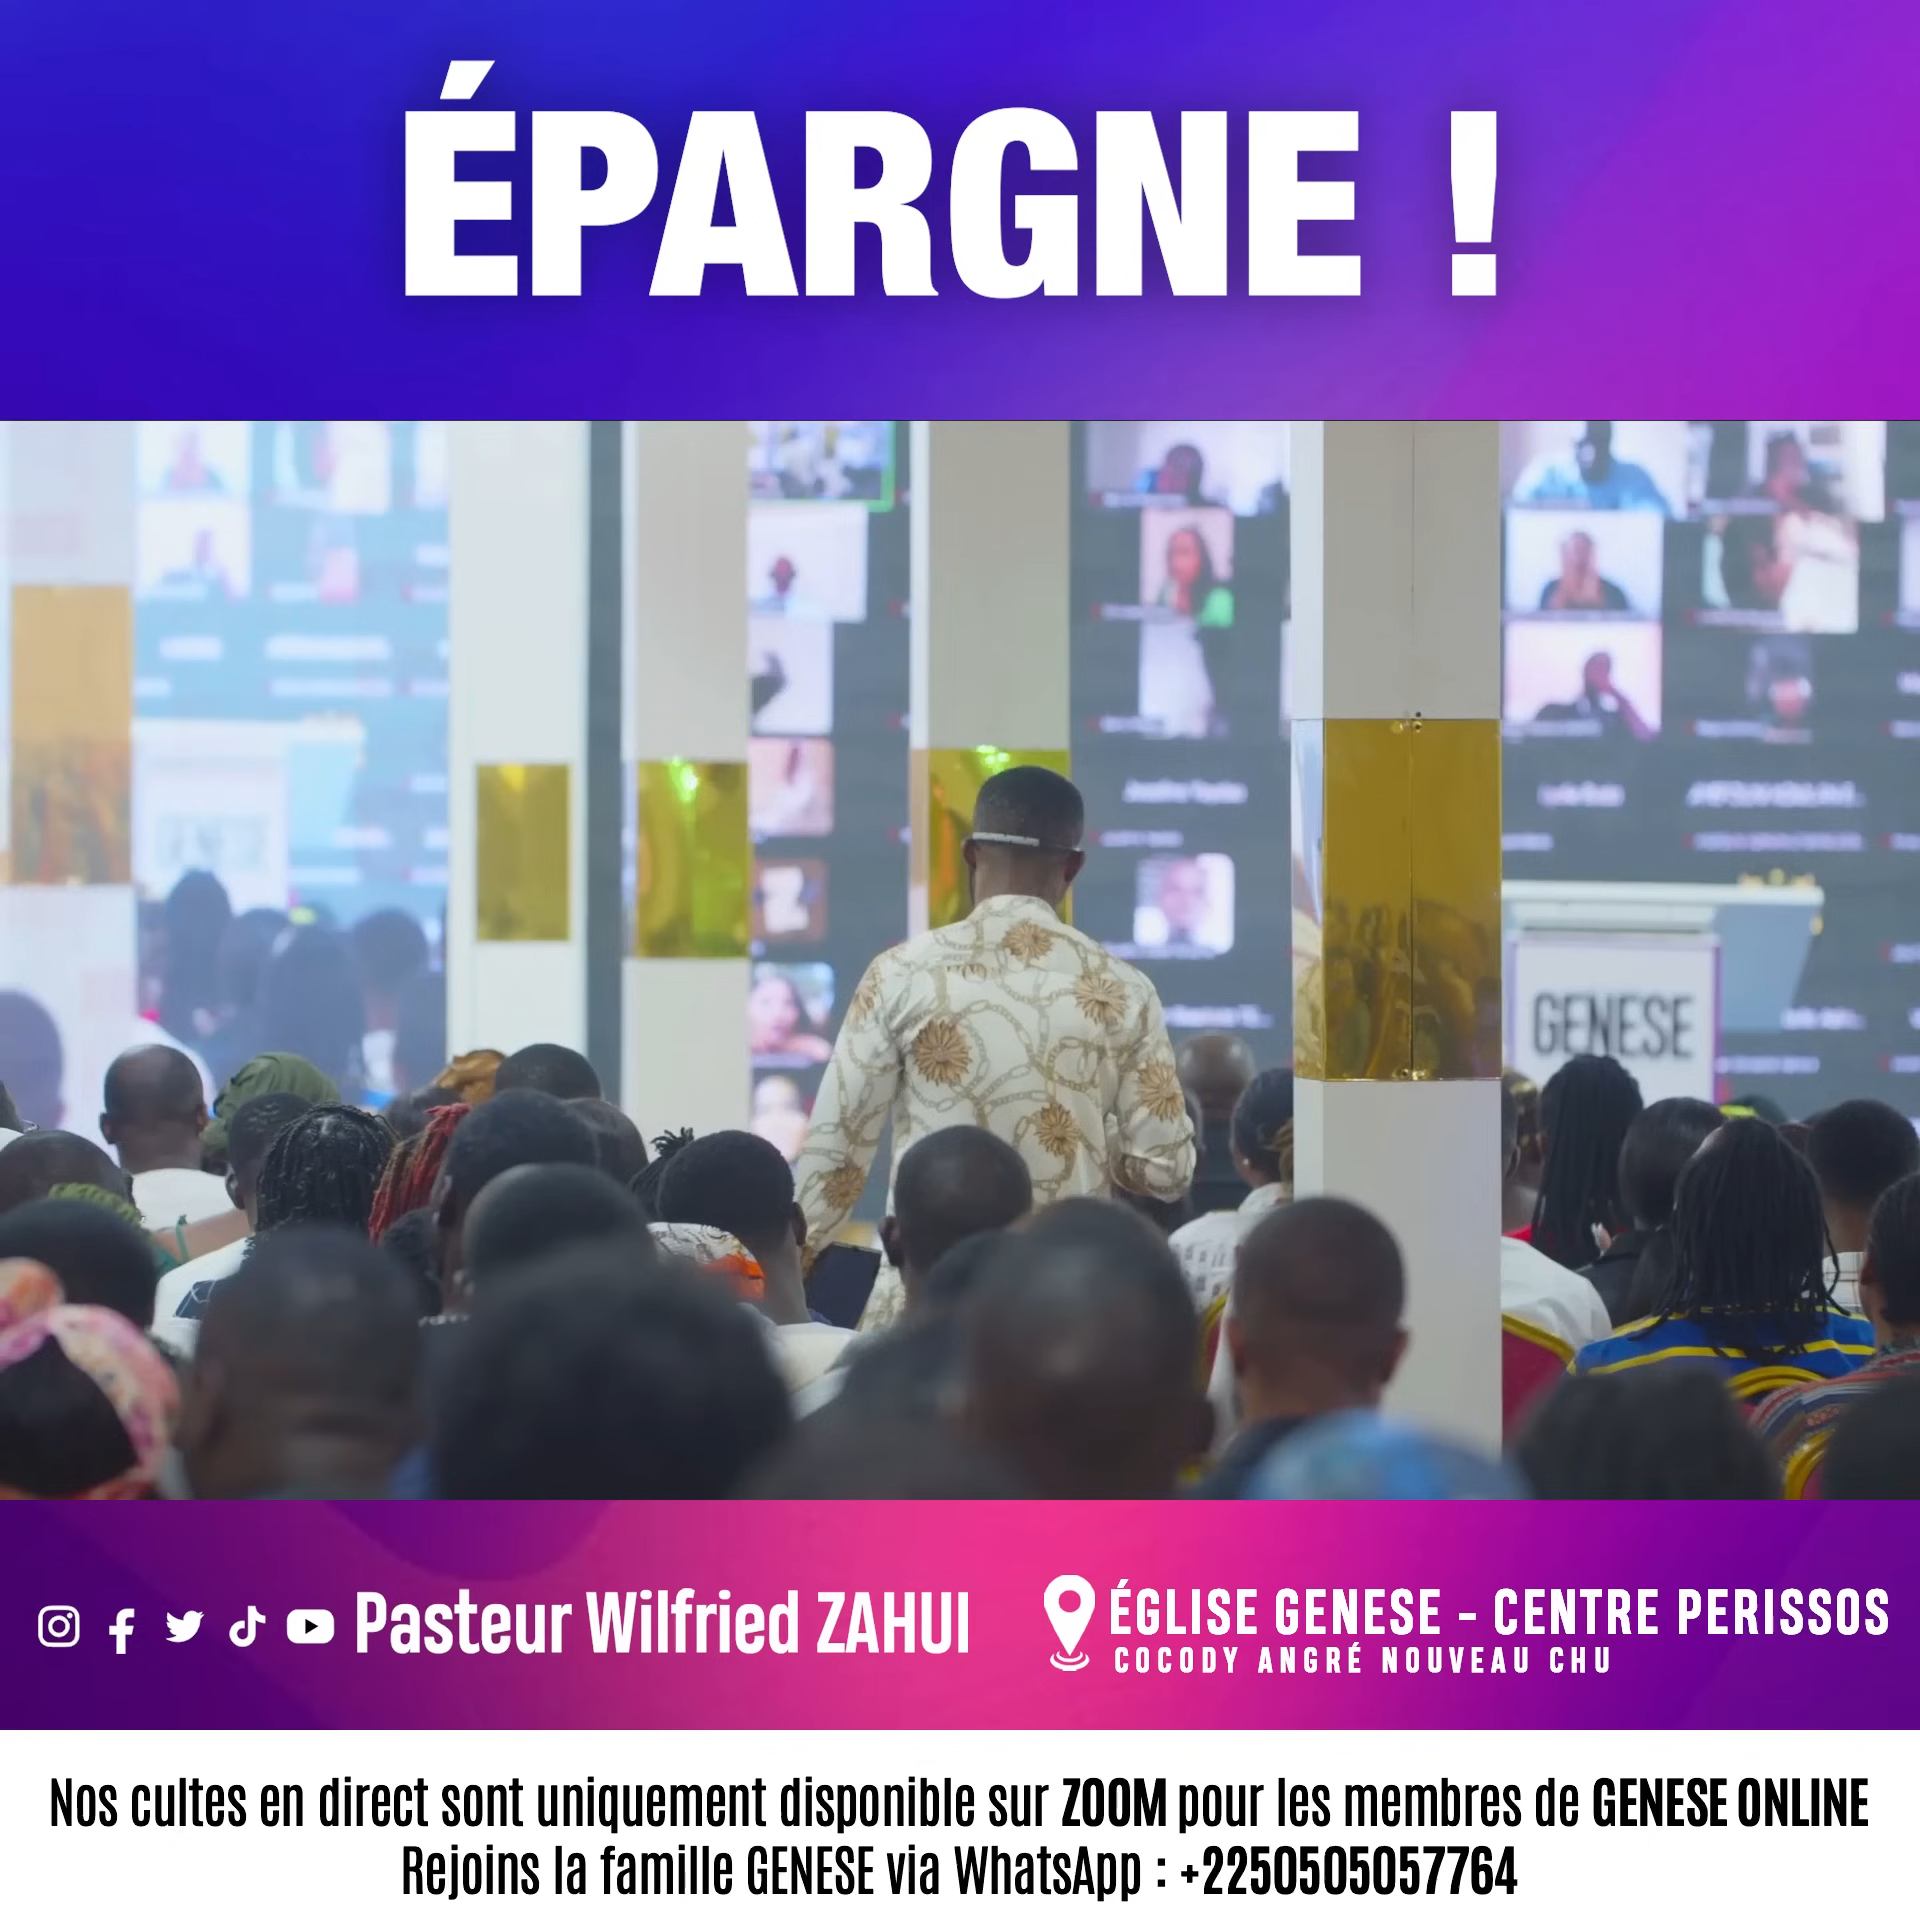 ÉPARGNE !
GENESE
Pasteur Wilfried ZAHUI
ÉGLISE GENESE - CENTRE PERISSOS
COCODY ANGRÉ NOUVEAU CHU
Nos cultes en direct sont uniquement disponible sur ZOOM pour les membres de GENESE ONLINE
Rejoins la famille GENESE via WhatsApp : +2250505057764